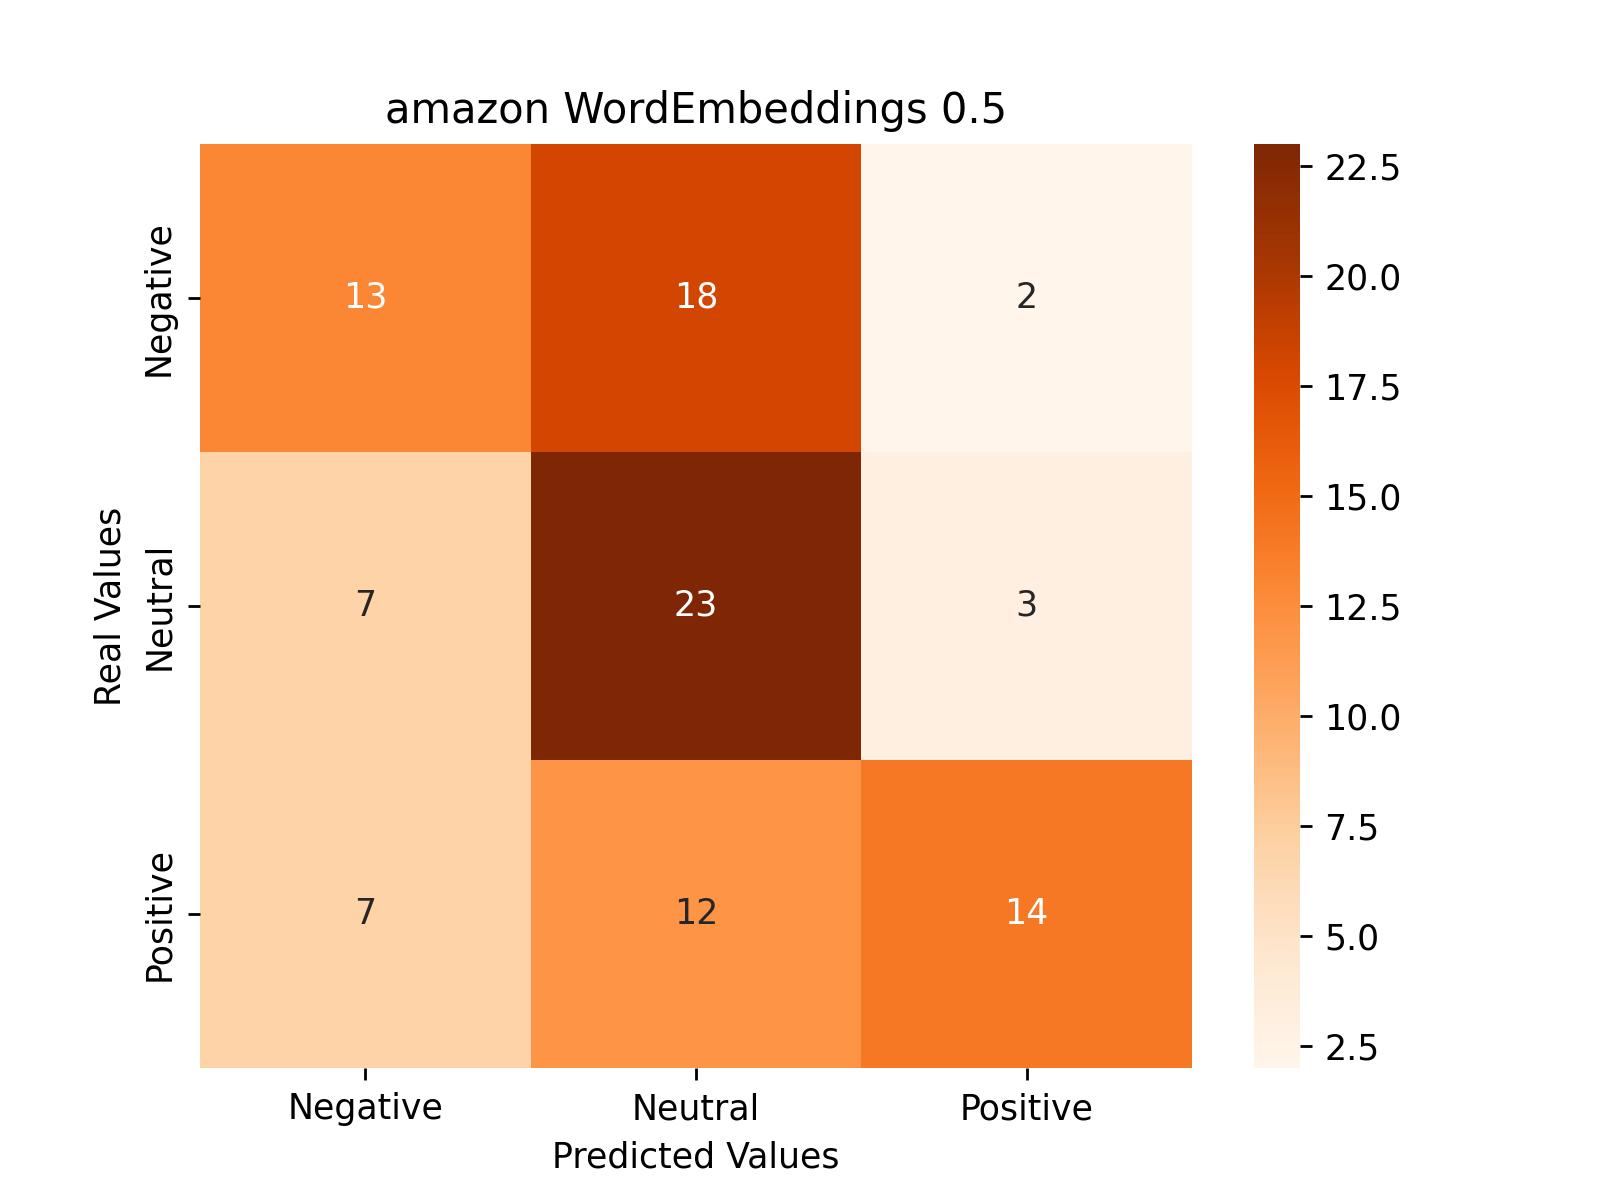 amazon WordEmbeddings 0.5
Real Values
Negative
13 18 2
Neutral
7 23 3
Positive
7 12 14
Negative Neutral Positive
Predicted Values
22.5
20.0
17.5
15.0
12.5
10.0
7.5
5.0
2.5